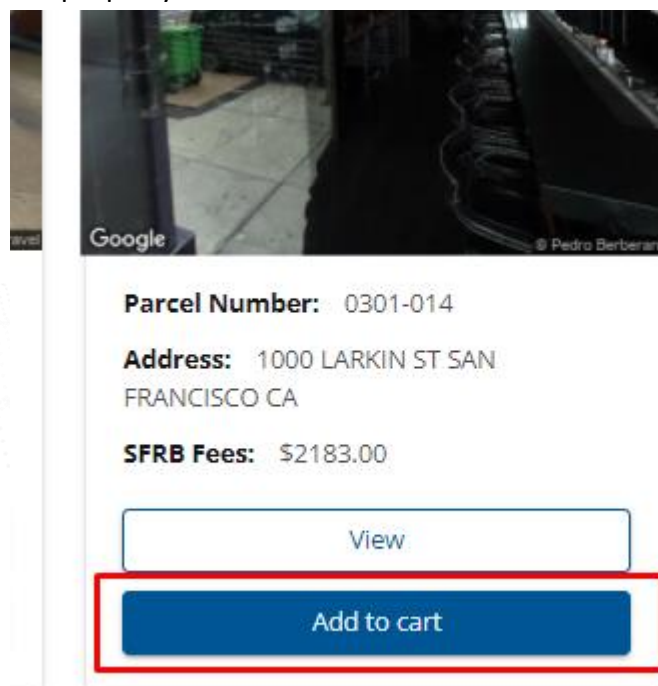 Google
© Pedro Berberan
avel
Parcel Number: 0301-014
Address: 1000 LARKIN ST SAN
FRANCISCO CA
SFRB Fees: $2183.00
View
Add to cart